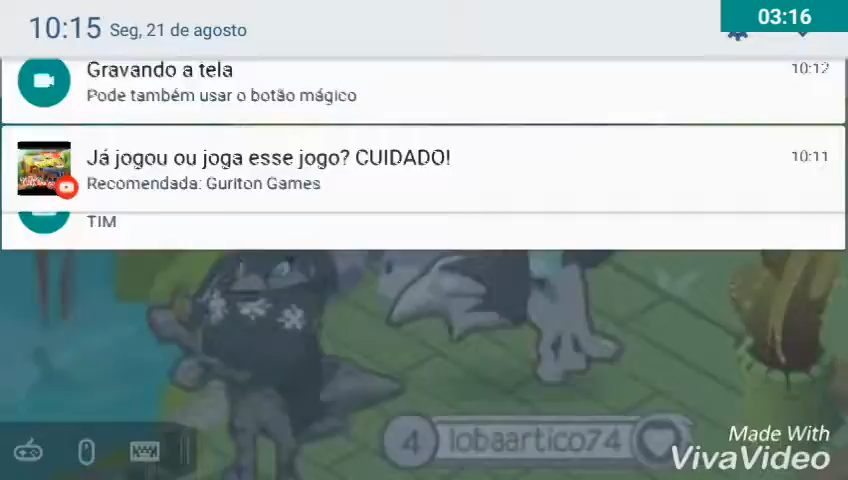 03:16
10:15 Seg, 21 de agosto
Gravando a tela 10:12
Pode também usar o botão mágico
Já jogou ou joga esse jogo? CUIDADO! 10:11
Recomendada: Guriton Games
TIM
4 lobaartico74
Made With
VivaVideo